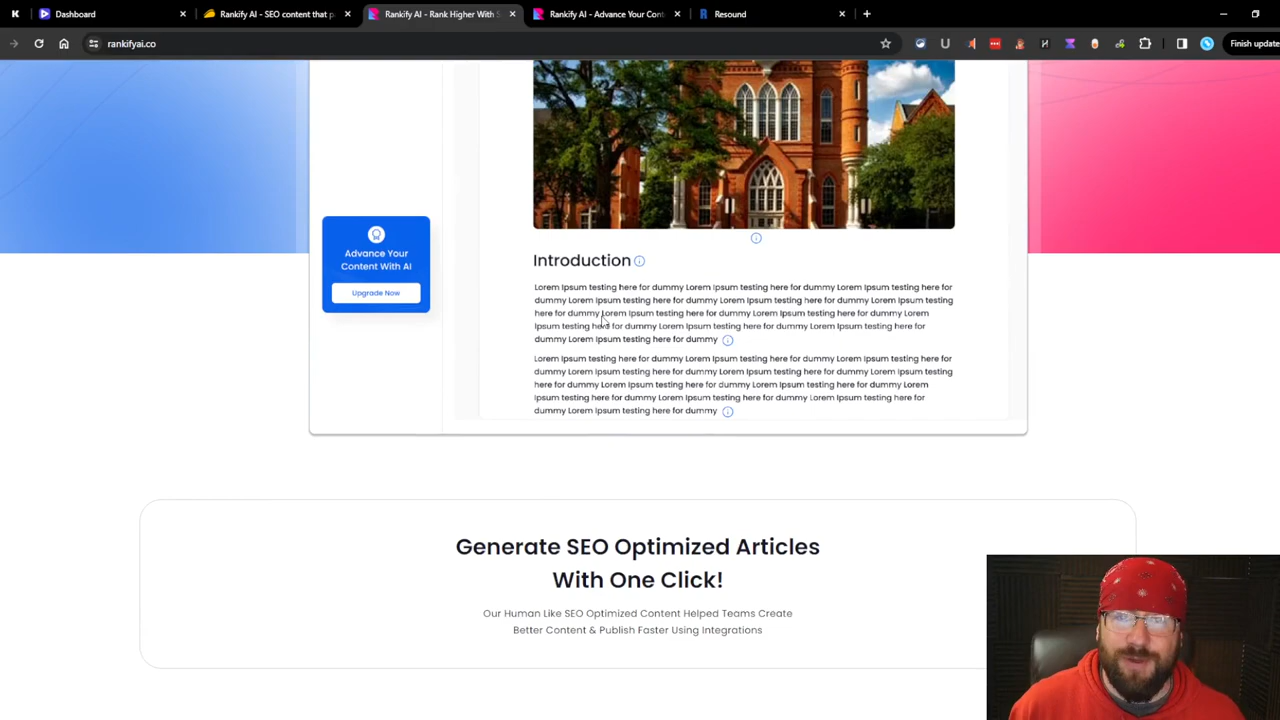 Dashboard
Rankify AI - SEO content that p
Rankify AI - Rank Higher With S
Rankify AI - Advance Your Cont
Resound
rankifyai.co
Finish update
Advance Your
Content With AI
Upgrade Now
Introduction
Lorem Ipsum testing here for dummy Lorem Ipsum testing here for dummy Lorem Ipsum testing here for
dummy Lorem Ipsum testing here for dummy Lorem Ipsum testing here for dummy Lorem Ipsum testing
here for dummy Lorem Ipsum testing here for dummy Lorem Ipsum testing here for dummy Lorem
Ipsum testing here for dummy Lorem Ipsum testing here for dummy Lorem Ipsum testing here for
dummy Lorem Ipsum testing here for dummy
Lorem Ipsum testing here for dummy Lorem Ipsum testing here for dummy Lorem Ipsum testing here for
dummy Lorem Ipsum testing here for dummy Lorem Ipsum testing here for dummy Lorem Ipsum testing
here for dummy Lorem Ipsum testing here for dummy Lorem Ipsum testing here for dummy Lorem
Ipsum testing here for dummy Lorem Ipsum testing here for dummy Lorem Ipsum testing here for
dummy Lorem Ipsum testing here for dummy
Generate SEO Optimized Articles
With One Click!
Our Human Like SEO Optimized Content Helped Teams Create
Better Content & Publish Faster Using Integrations